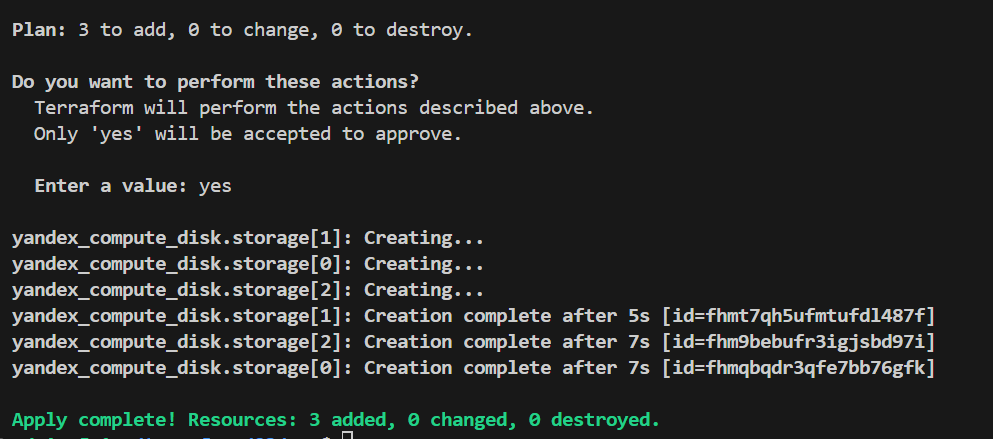 Plan: 3 to add, 0 to change, 0 to destroy.
Do you want to perform these actions?
Terraform will perform the actions described above.
Only 'yes' will be accepted to approve.
Enter a value: yes
yandex_compute_disk.storage[1]: Creating...
yandex_compute_disk.storage[0]: Creating...
yandex_compute_disk.storage[2]: Creating...
yandex_compute_disk.storage[1]: Creation complete after 5s [id=fhmt7qh5ufmtufdl487f]
yandex_compute_disk.storage[2]: Creation complete after 7s [id=fhm9bebufr3igjsbd97i]
yandex_compute_disk.storage[0]: Creation complete after 7s [id=fhmqbqdr3qfe7bb76gfk]
Apply complete! Resources: 3 added, 0 changed, 0 destroyed.